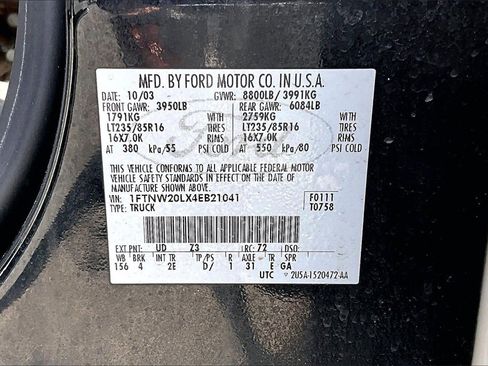 MFD. BY FORD MOTOR CO. IN U.S.A.
DATE: 10/03 GVWR: 8800LB/ 3991KG
FRONT GAWR: 3950LB REAR GAWR: 6084LB
1791KG WITH 2759KG WITH
LT235/85R16 TIRES LT235/85R16 TIRES
16X7.0K RIMS 16X7.0K RIMS
AT 380 kPa/55 PSI COLD AT 550 kPa/80 PSI COLD
THIS VEHICLE CONFORMS TO ALL APPLICABLE FEDERAL MOTOR
VEHICLE SAFETY STANDARDS IN EFFECT ON THE DATE OF
MANUFACTURE SHOWN ABOVE.
VIN: 1FTNW20LX4EB21041 F0111
TYPE: TRUCK T0758
EXT PNT: UD Z3 RC: 72 DSO:
WB BRK INT TR TP/PS R AXLE TR SPR
156 4 2E D/ 1 31 E GA
UTC 2U5A-1520472-AA
Ford